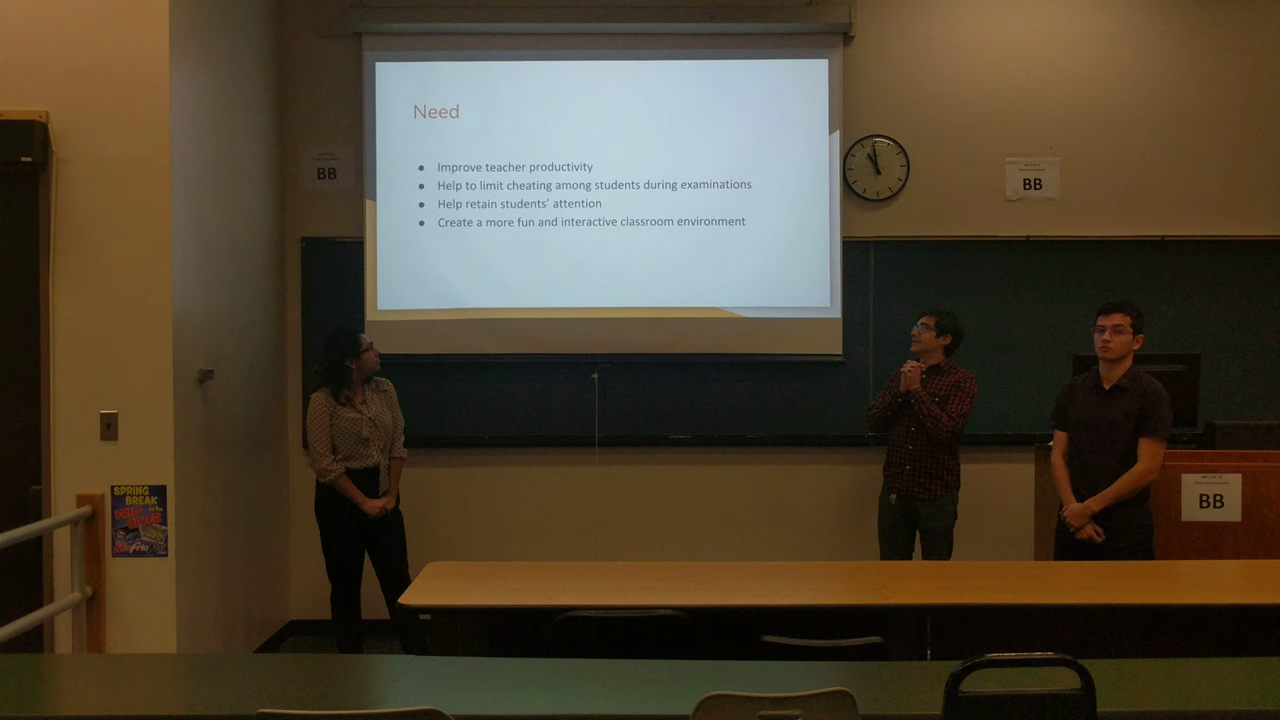 Need
● Improve teacher productivity
● Help to limit cheating among students during examinations
● Help retain students' attention
● Create a more fun and interactive classroom environment
BB
BB
BB
SPRING
BREAK